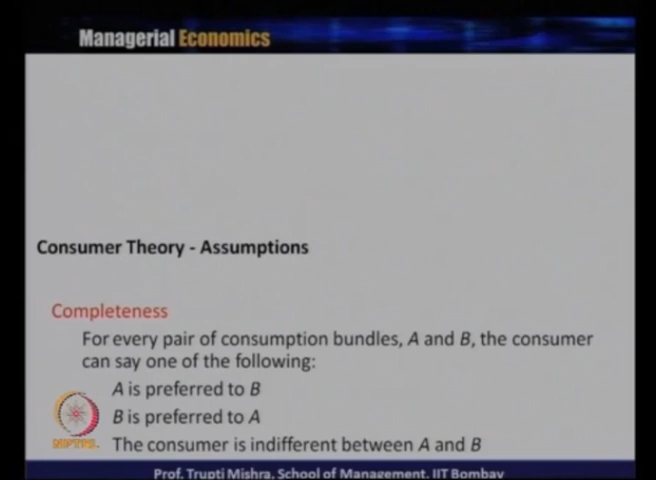 Managerial Economics
Consumer Theory - Assumptions
Completeness
For every pair of consumption bundles, A and B, the consumer
can say one of the following:
A is preferred to B
B is preferred to A
The consumer is indifferent between A and B
NPTEL
Prof. Trupti Mishra, School of Management, IIT Bombay